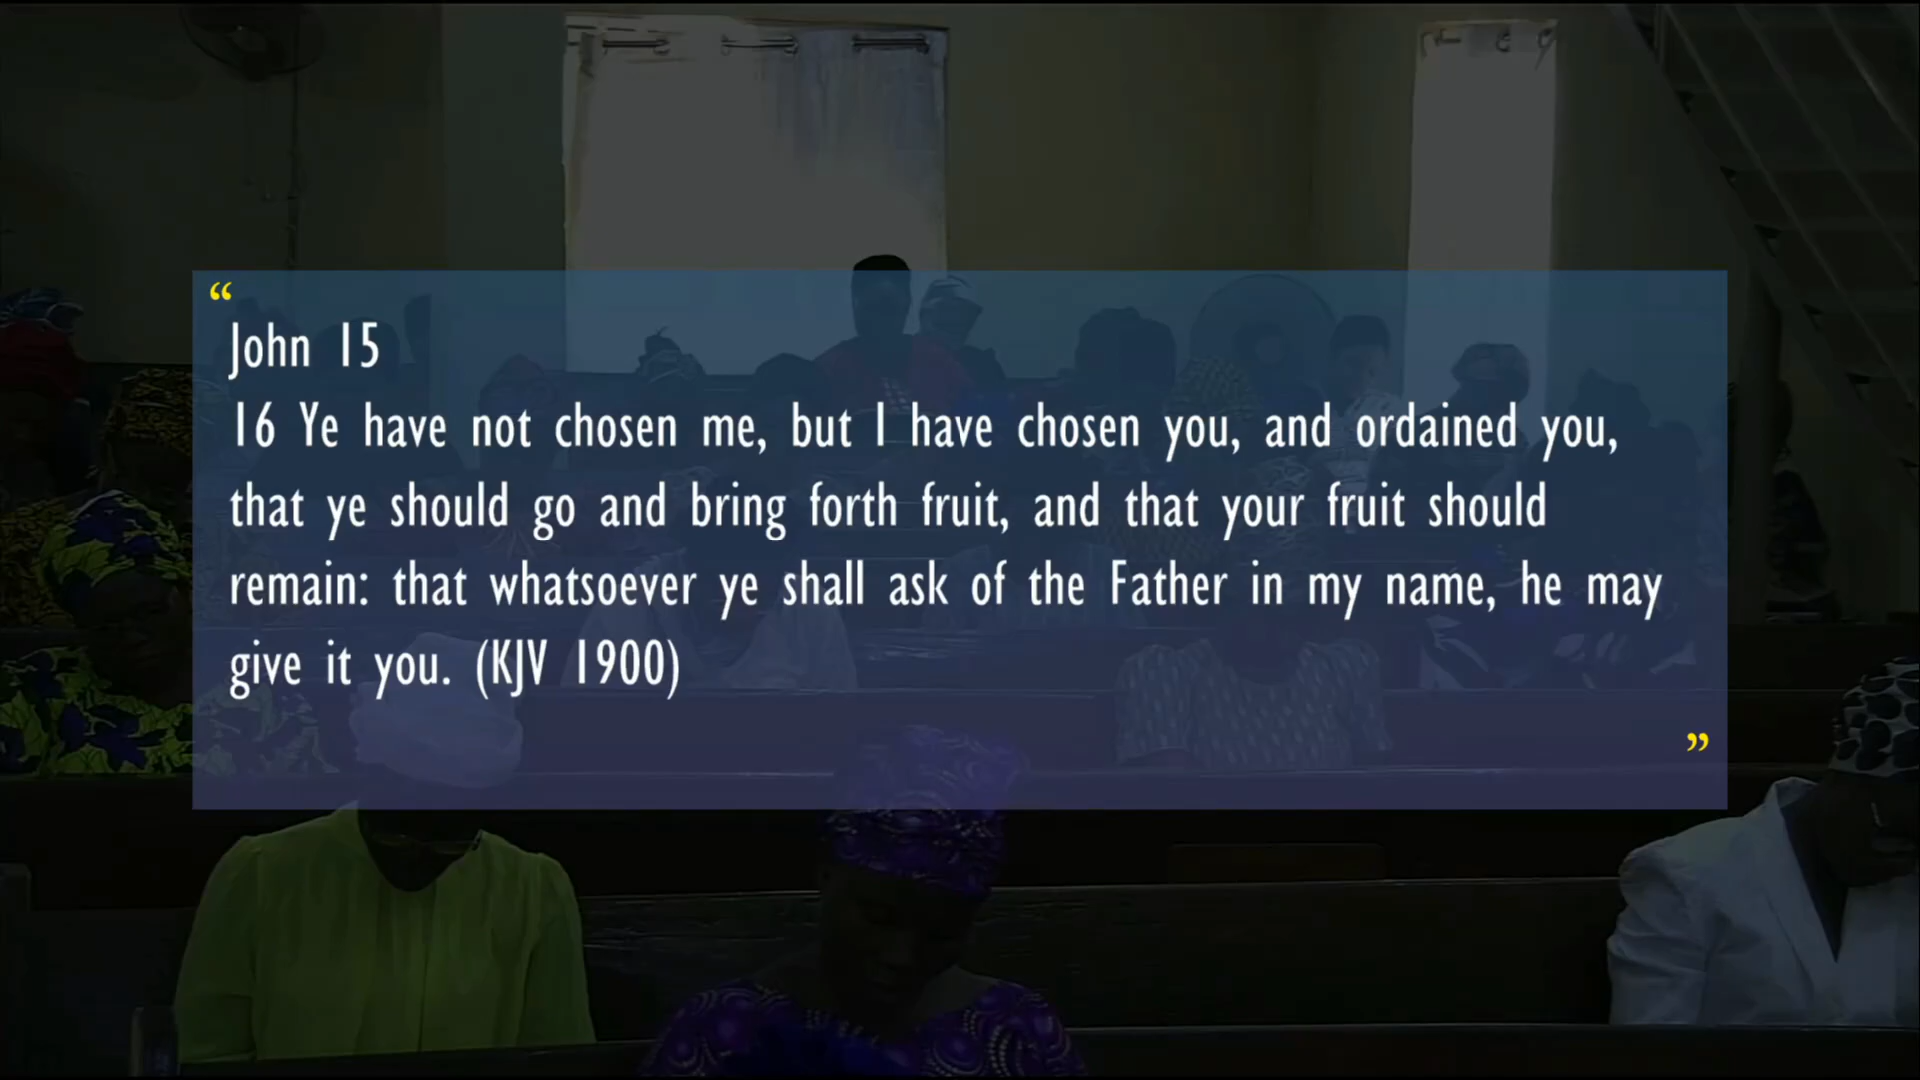 “
John 15
16 Ye have not chosen me, but I have chosen you, and ordained you,
that ye should go and bring forth fruit, and that your fruit should
remain: that whatsoever ye shall ask of the Father in my name, he may
give it you. (KJV 1900)
”